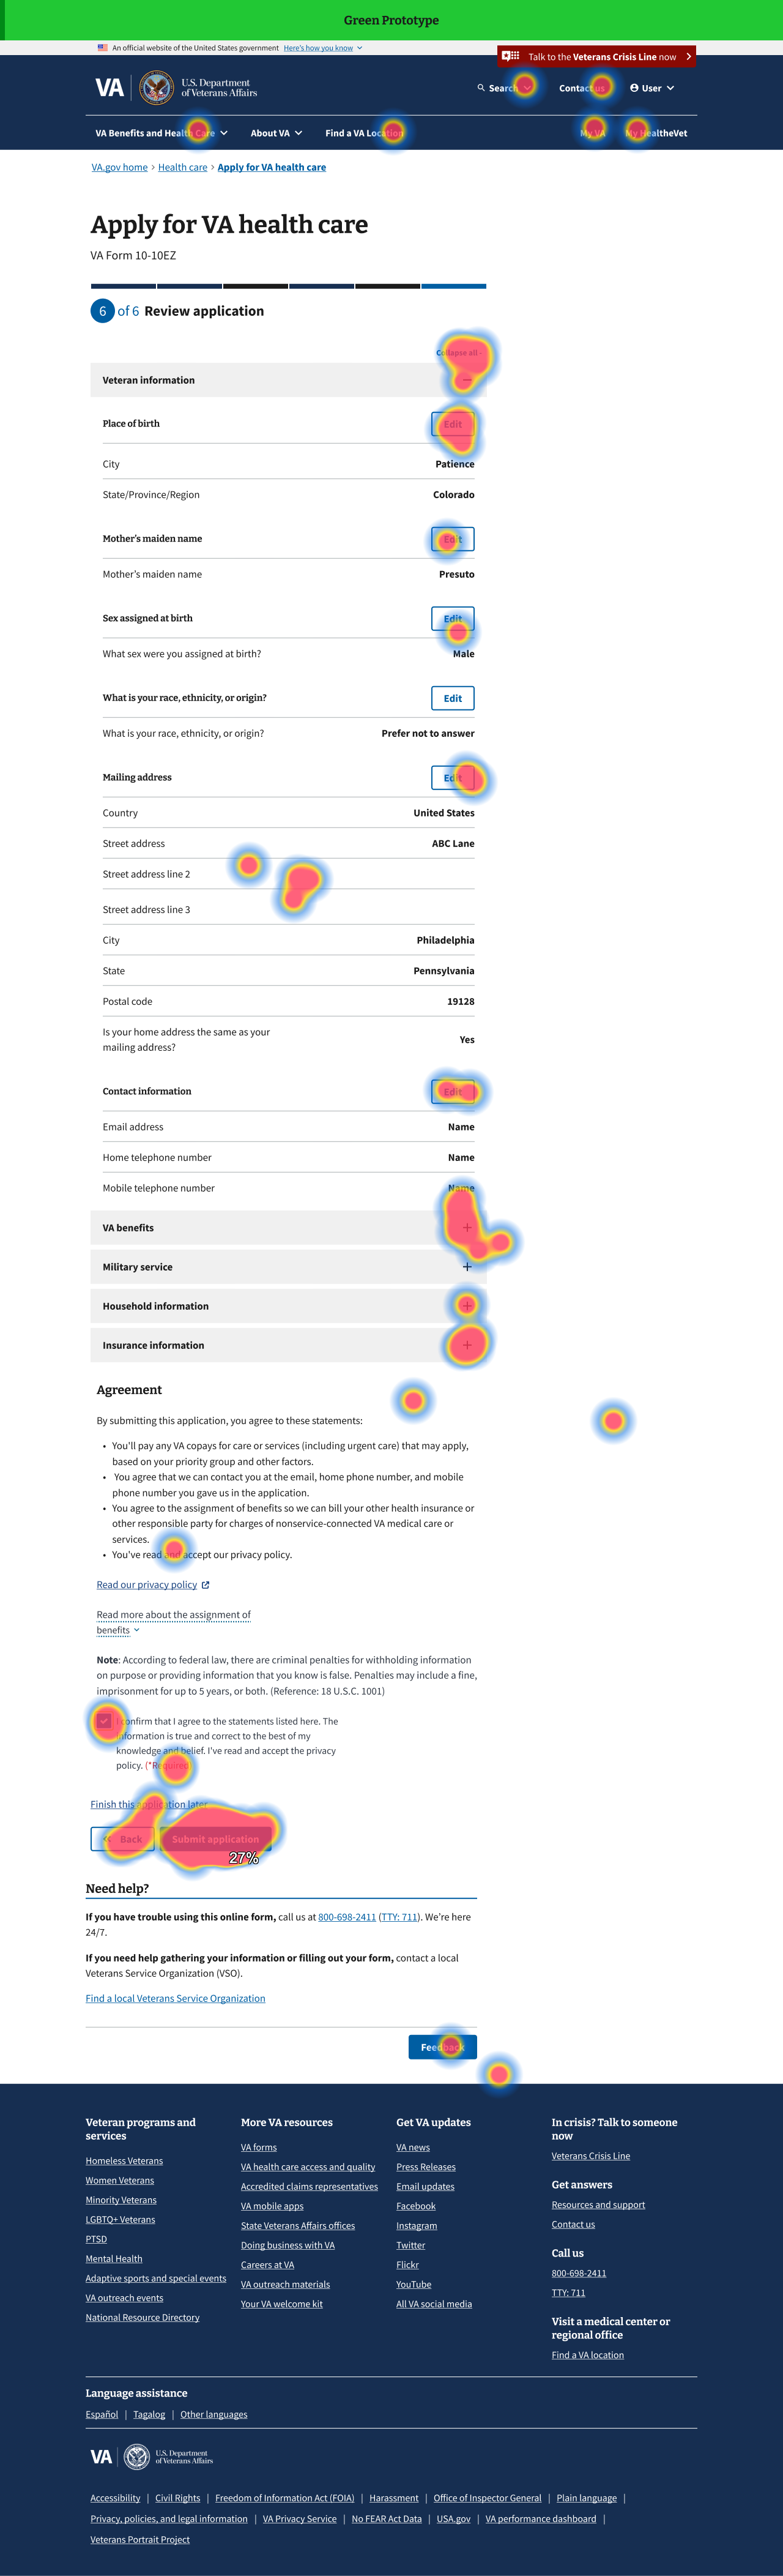 Green Prototype
An official website of the United States government Here's how you know
Talk to the Veterans Crisis Line now
VA U.S. Department of Veterans Affairs
Search Contact us User
VA Benefits and Health Care About VA Find a VA Location My VA My HealtheVet
VA.gov home > Health care > Apply for VA health care
Apply for VA health care
VA Form 10-10EZ
6 of 6 Review application
Collapse all -
Veteran information
Place of birth Edit
City Patience
State/Province/Region Colorado
Mother's maiden name Edit
Mother's maiden name Presuto
Sex assigned at birth Edit
What sex were you assigned at birth? Male
What is your race, ethnicity, or origin? Edit
What is your race, ethnicity, or origin? Prefer not to answer
Mailing address Edit
Country United States
Street address ABC Lane
Street address line 2
Street address line 3
City Philadelphia
State Pennsylvania
Postal code 19128
Is your home address the same as your
mailing address? Yes
Contact information Edit
Email address Name
Home telephone number Name
Mobile telephone number Name
VA benefits +
Military service +
Household information +
Insurance information +
Agreement
By submitting this application, you agree to these statements:
• You'll pay any VA copays for care or services (including urgent care) that may apply,
based on your priority group and other factors.
• You agree that we can contact you at the email, home phone number, and mobile
phone number you gave us in the application.
• You agree to the assignment of benefits so we can bill your other health insurance or
other responsible party for charges of nonservice-connected VA medical care or
services.
• You've read and accept our privacy policy.
Read our privacy policy
Read more about the assignment of
benefits
Note: According to federal law, there are criminal penalties for withholding information
on purpose or providing information that you know is false. Penalties may include a fine,
imprisonment for up to 5 years, or both. (Reference: 18 U.S.C. 1001)
I confirm that I agree to the statements listed here. The
information is true and correct to the best of my
knowledge and belief. I've read and accept the privacy
policy. (*Required)
Finish this application later
Back Submit application
27%
Need help?
If you have trouble using this online form, call us at 800-698-2411 (TTY: 711). We're here
24/7.
If you need help gathering your information or filling out your form, contact a local
Veterans Service Organization (VSO).
Find a local Veterans Service Organization
Feedback
Veteran programs and
services
Homeless Veterans
Women Veterans
Minority Veterans
LGBTQ+ Veterans
PTSD
Mental Health
Adaptive sports and special events
VA outreach events
National Resource Directory
More VA resources
VA forms
VA health care access and quality
Accredited claims representatives
VA mobile apps
State Veterans Affairs offices
Doing business with VA
Careers at VA
VA outreach materials
Your VA welcome kit
Get VA updates
VA news
Press Releases
Email updates
Facebook
Instagram
Twitter
Flickr
YouTube
All VA social media
In crisis? Talk to someone
now
Veterans Crisis Line
Get answers
Resources and support
Contact us
Call us
800-698-2411
TTY: 711
Visit a medical center or
regional office
Find a VA location
Language assistance
Español | Tagalog | Other languages
VA U.S. Department of Veterans Affairs
Accessibility | Civil Rights | Freedom of Information Act (FOIA) | Harassment | Office of Inspector General | Plain language |
Privacy, policies, and legal information | VA Privacy Service | No FEAR Act Data | USA.gov | VA performance dashboard |
Veterans Portrait Project